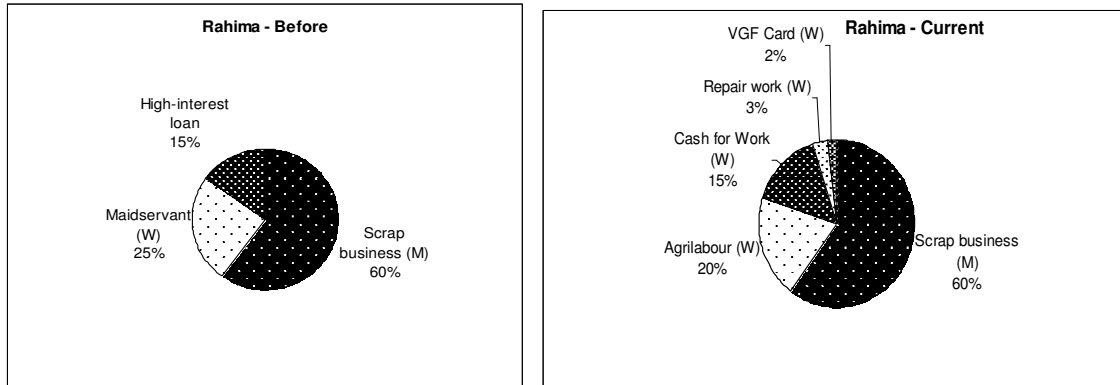 Rahima - Before
High-interest
loan
15%
Maidservant
(W)
25%
Scrap
business (M)
60%
Rahima - Current
VGF Card (W)
2%
Repair work (W)
3%
Cash for Work
(W)
15%
Agrilabour (W)
20%
Scrap business
(M)
60%